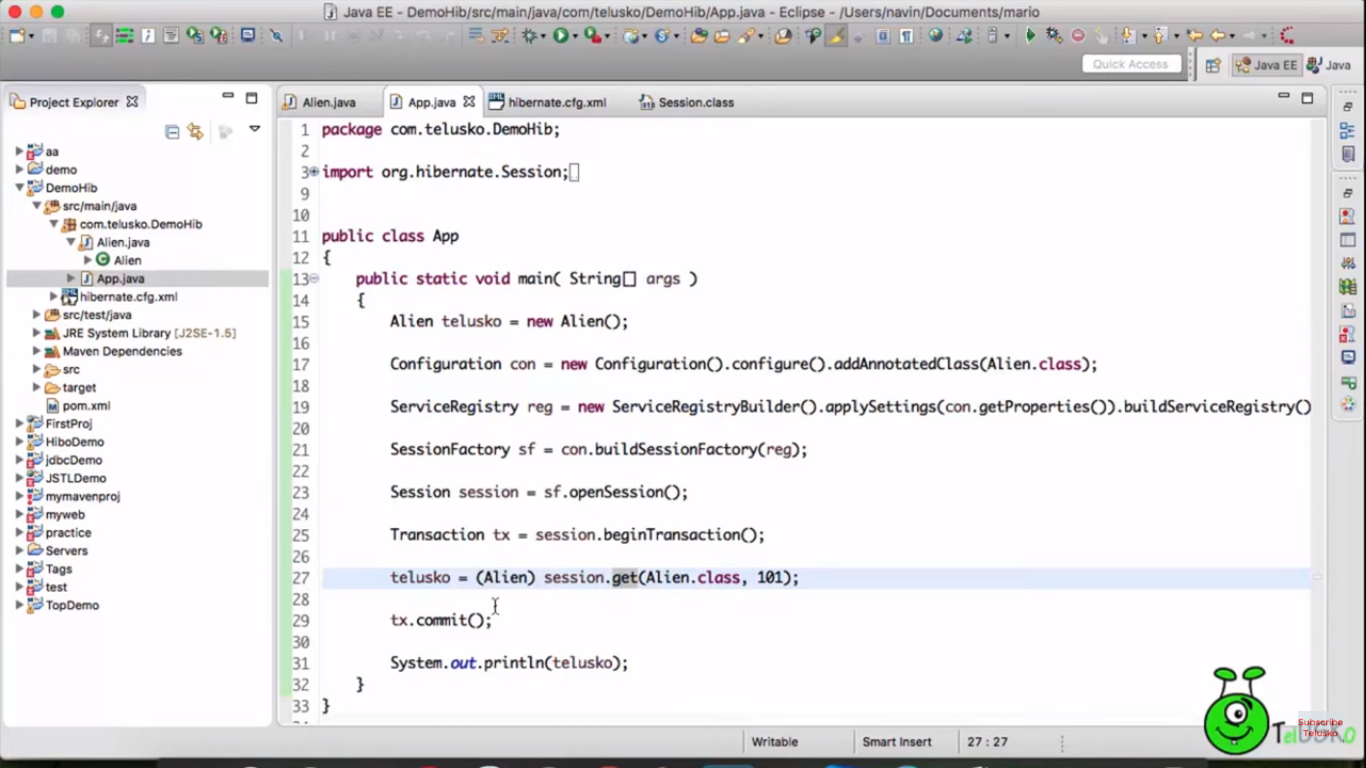 Java EE - DemoHib/src/main/java/com/telusko/DemoHib/App.java - Eclipse - /Users/navin/Documents/mario
Quick Access
Java EE
Java
Project Explorer
Alien.java
App.java
hibernate.cfg.xml
Session.class
aa
demo
DemoHib
src/main/java
com.telusko.DemoHib
Alien.java
Alien
App.java
hibernate.cfg.xml
src/test/java
JRE System Library [J2SE-1.5]
Maven Dependencies
src
target
pom.xml
FirstProj
HiboDemo
jdbcDemo
JSTLDemo
mymavenproj
myweb
practice
Servers
Tags
test
TopDemo
1 package com.telusko.DemoHib;
2
3 import org.hibernate.Session;
9
10
11 public class App
12 {
13 public static void main( String[] args )
14 {
15 Alien telusko = new Alien();
16
17 Configuration con = new Configuration().configure().addAnnotatedClass(Alien.class);
18
19 ServiceRegistry reg = new ServiceRegistryBuilder().applySettings(con.getProperties()).buildServiceRegistry()
20
21 SessionFactory sf = con.buildSessionFactory(reg);
22
23 Session session = sf.openSession();
24
25 Transaction tx = session.beginTransaction();
26
27 telusko = (Alien) session.get(Alien.class, 101);
28
29 tx.commit();
30
31 System.out.println(telusko);
32 }
33 }
Writable
Smart Insert
27 : 27
TelUSKO
Subscribe
Telusko